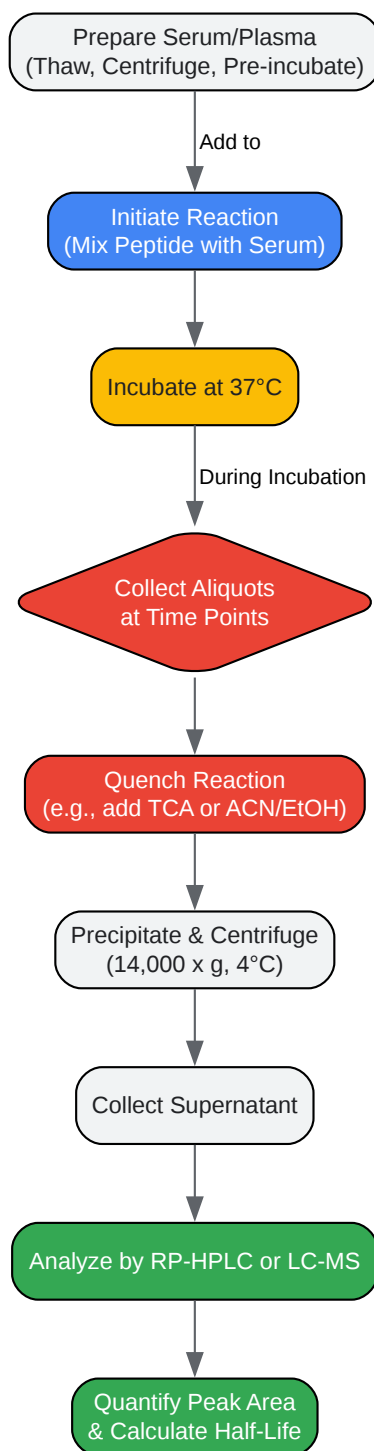 Prepare Serum/Plasma
(Thaw, Centrifuge, Pre-incubate)
Add to
Initiate Reaction
(Mix Peptide with Serum)
Incubate at 37°C
During Incubation
Collect Aliquots
at Time Points
Quench Reaction
(e.g., add TCA or ACN/EtOH)
Precipitate & Centrifuge
(14,000 x g, 4°C)
Collect Supernatant
Analyze by RP-HPLC or LC-MS
Quantify Peak Area
& Calculate Half-Life